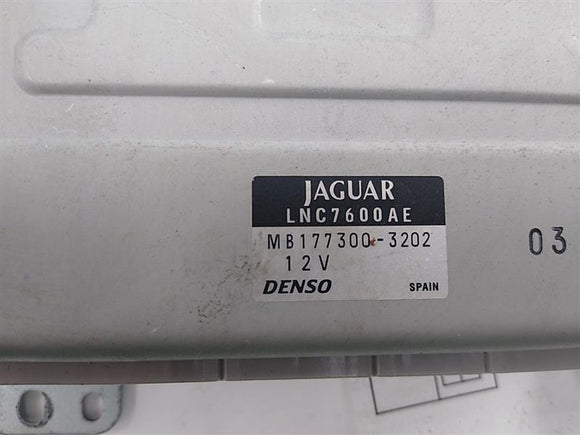 JAGUAR
LNC7600AE
MB177300-3202
12V
DENSO SPAIN
03